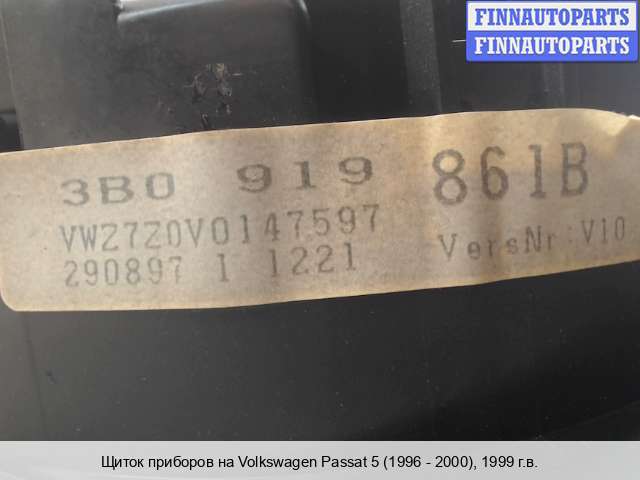 FINNAUTOPARTS
FINNAUTOPARTS
3B0 919 861B
VWZ7Z0V0147597
290897 1 1221 VersNr:V10
Щиток приборов на Volkswagen Passat 5 (1996 - 2000), 1999 г.в.